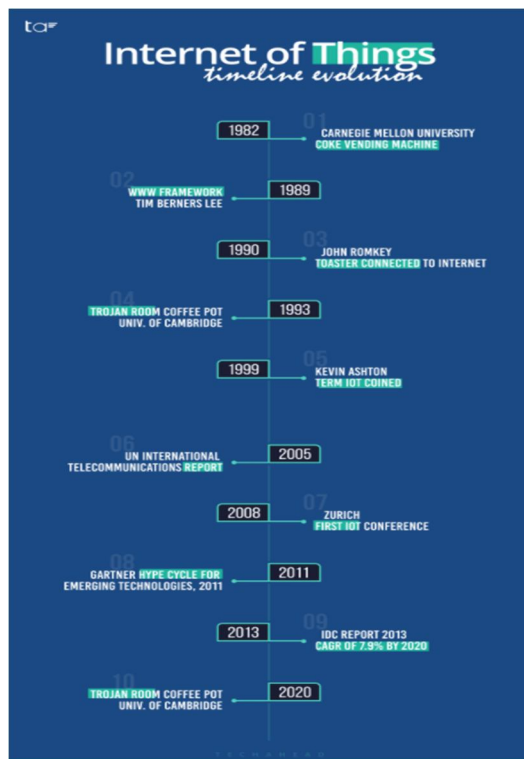 ta
Internet of Things
timeline evolution
01
1982
CARNEGIE MELLON UNIVERSITY
COKE VENDING MACHINE
02
WWW FRAMEWORK
TIM BERNERS LEE
1989
03
1990
JOHN ROMKEY
TOASTER CONNECTED TO INTERNET
04
TROJAN ROOM COFFEE POT
UNIV. OF CAMBRIDGE
1993
05
1999
KEVIN ASHTON
TERM IOT COINED
06
UN INTERNATIONAL
TELECOMMUNICATIONS REPORT
2005
07
2008
ZURICH
FIRST IOT CONFERENCE
08
GARTNER HYPE CYCLE FOR
EMERGING TECHNOLOGIES, 2011
2011
09
2013
IDC REPORT 2013
CAGR OF 7.9% BY 2020
10
TROJAN ROOM COFFEE POT
UNIV. OF CAMBRIDGE
2020
TECHAHEAD